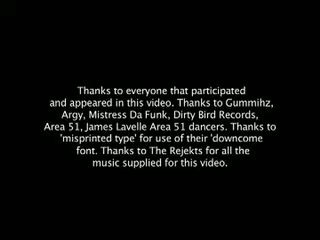 Thanks to everyone that participated
and appeared in this video. Thanks to Gummihz,
Argy, Mistress Da Funk, Dirty Bird Records,
Area 51, James Lavelle Area 51 dancers. Thanks to
'misprinted type' for use of their 'downcome
font. Thanks to The Rejekts for all the
music supplied for this video.